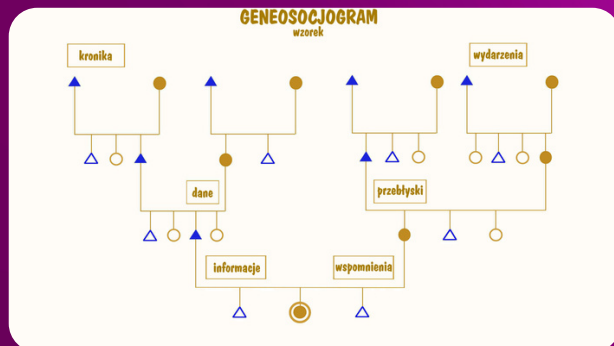 GENEOSOCJOGRAM
wzorek
kronika
wydarzenia
dane
przebłyski
informacje
wspomnienia